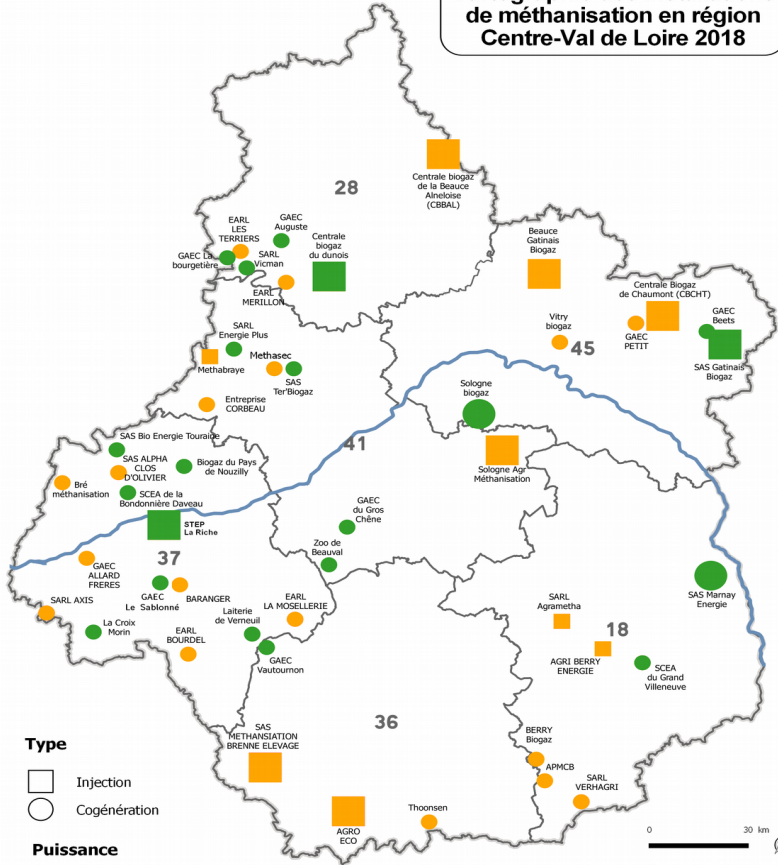 de méthanisation en région
Centre-Val de Loire 2018
Centrale biogaz
de la Beauce
Alneloise
(CBBAL)
28
EARL
LES
TERRIERS
GAEC
Auguste
Centrale
biogaz
du dunois
GAEC La
bourgetière
SARL
Vicman
EARL
MERILLON
Beauce
Gatinais
Biogaz
Centrale Biogaz
de Chaumont (CBCHT)
GAEC
Beets
Vitry
biogaz
45
GAEC
PETIT
SAS Gatinais
Biogaz
SARL
Energie Plus
Methabraye
Methasec
SAS
Ter'Biogaz
Entreprise
CORBEAU
Sologne
biogaz
41
Sologne Agr
Méthanisation
SAS Bio Energie Touraine
SAS ALPHA
CLOS
D'OLIVIER
Biogaz du Pays
de Nouzilly
Bré
méthanisation
SCEA de la
Bondonnière Daveau
STEP
La Riche
GAEC
du Gros
Chêne
Zoo de
Beauval
37
GAEC
ALLARD
FRERES
GAEC
Le Sablonné
BARANGER
SARL AXIS
La Croix
Morin
EARL
BOURDEL
Laiterie
de Verneuil
EARL
LA MOSELLERIE
GAEC
Vautournon
SAS Marnay
Energie
SARL
Agrametha
18
AGRI BERRY
ENERGIE
SCEA
du Grand
Villeneuve
36
SAS
METHANSIATION
BRENNE ELEVAGE
BERRY
Biogaz
APMCB
SARL
VERHAGRI
AGRO
ECO
Thoonsen
Type
Injection
Cogénération
Puissance
0 30 km